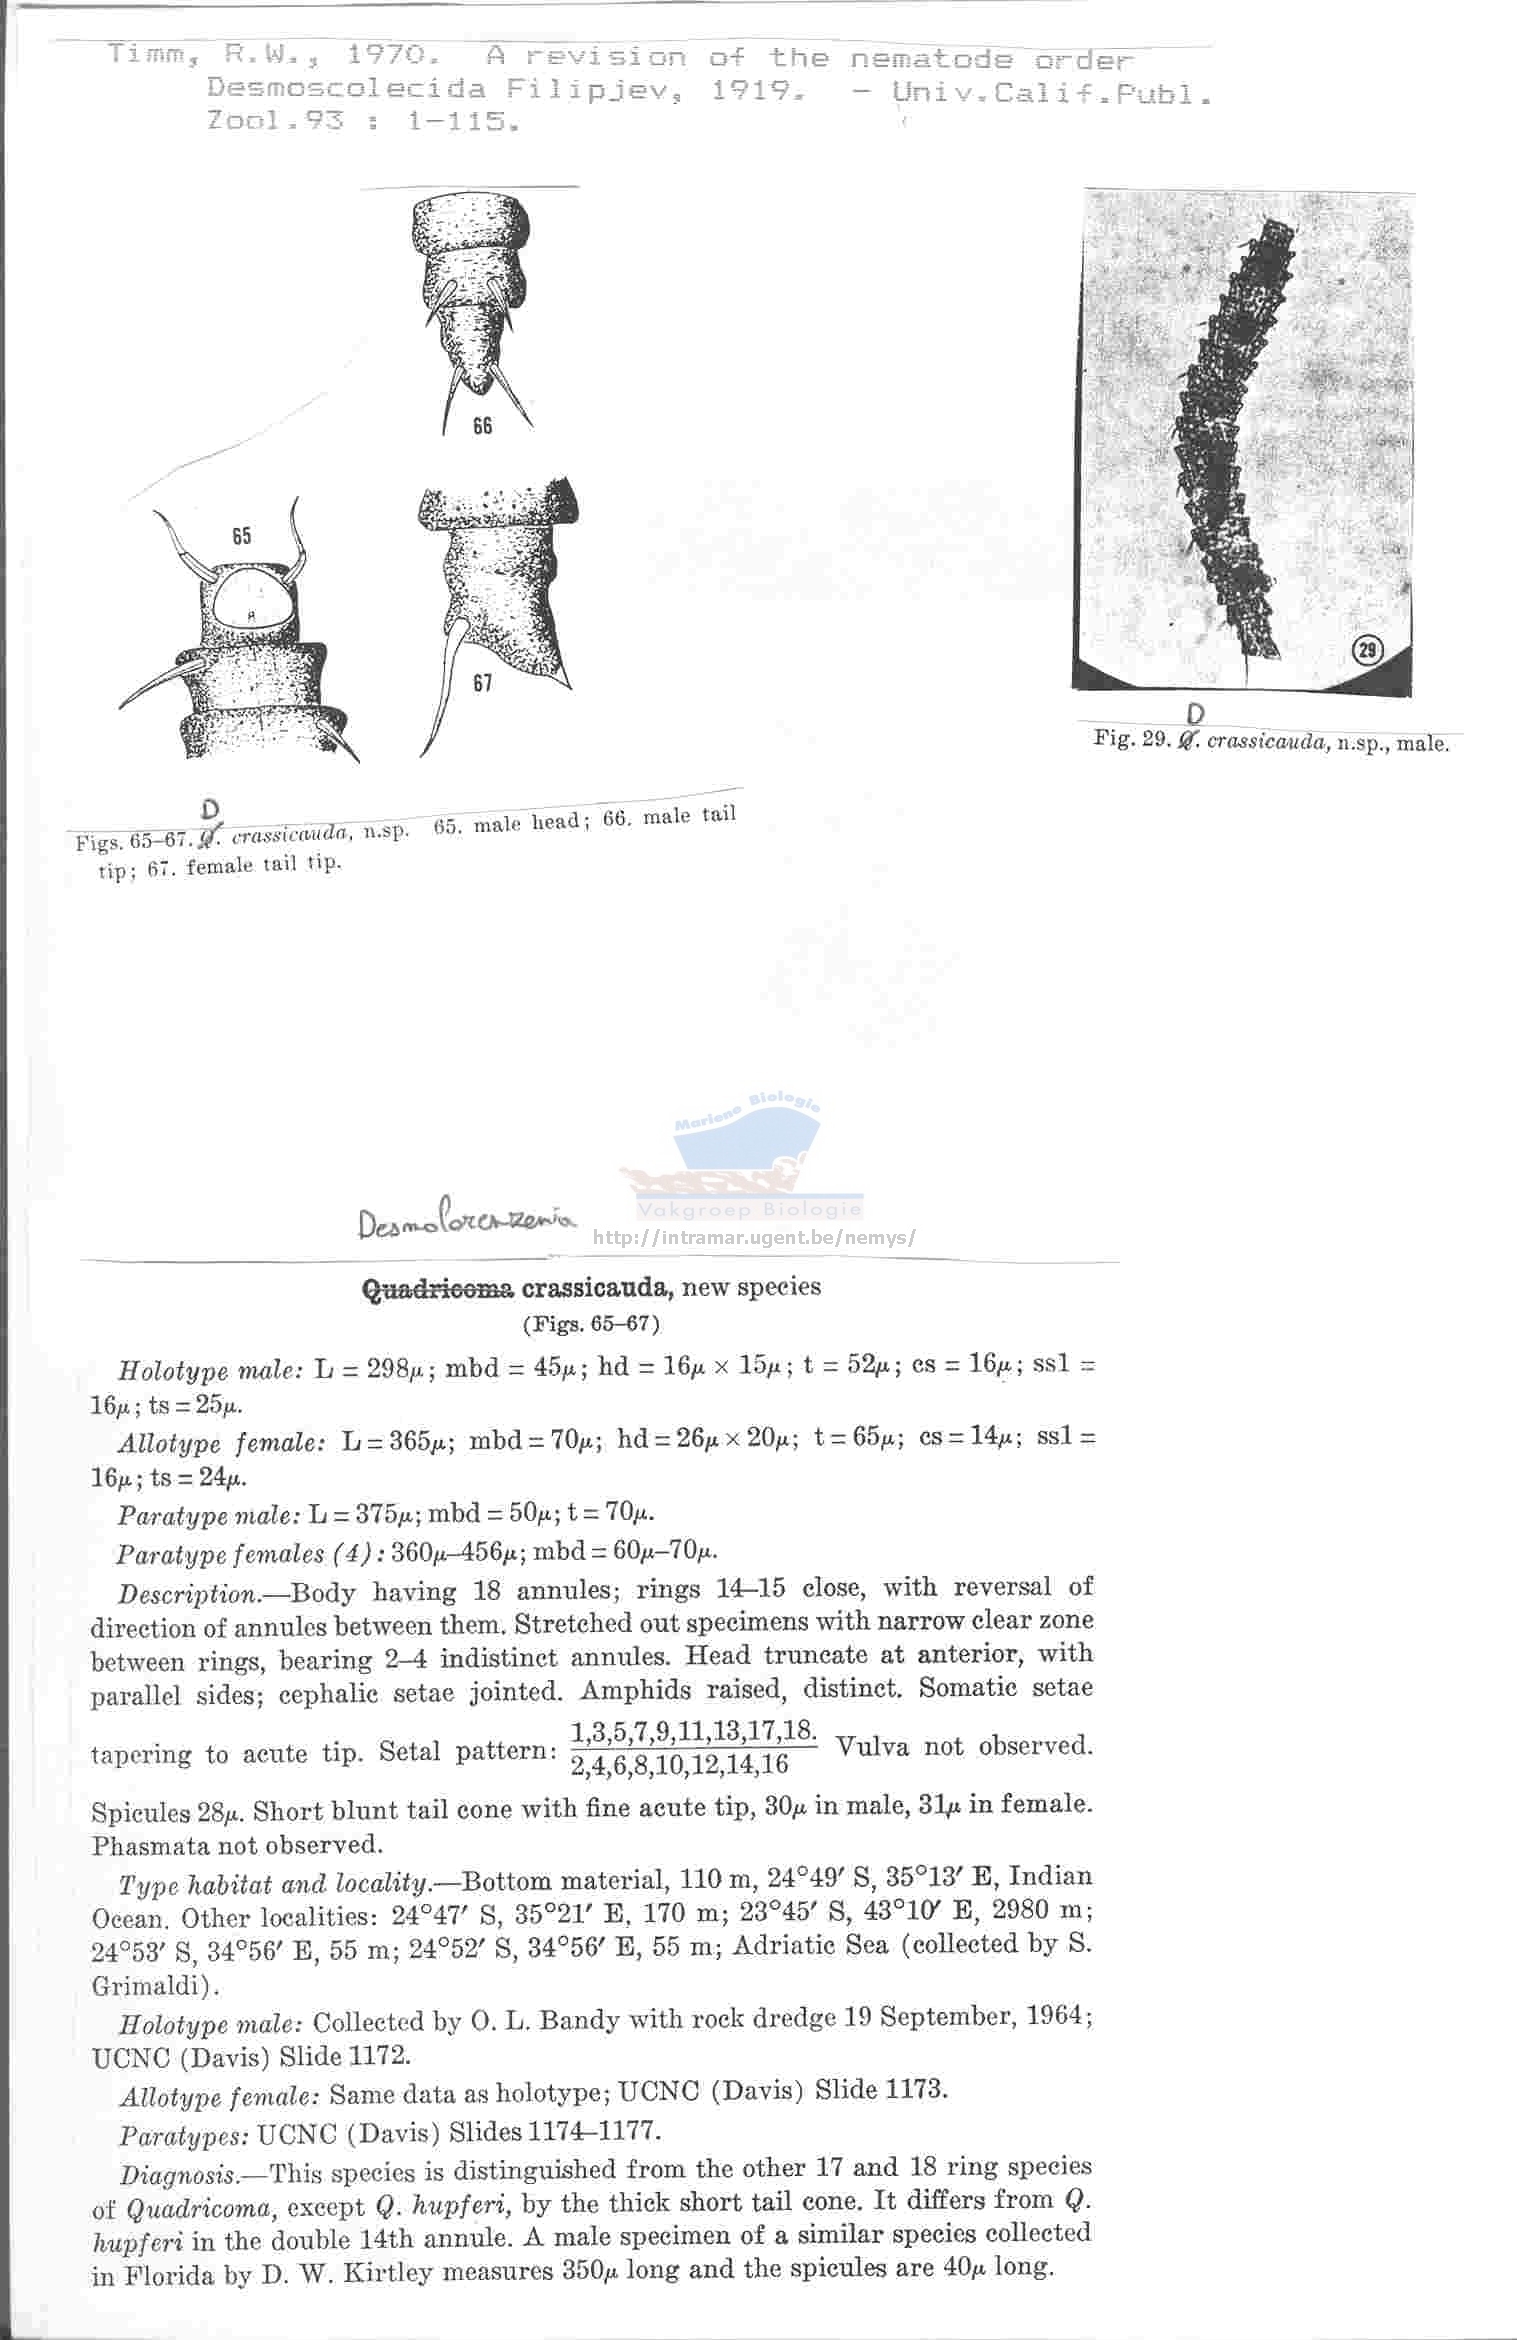 Timm, R.W., 1970. A revision of the nematode order
Desmoscolecida Filipjev, 1919. - Univ.Calif.Publ.
Zool.93 : 1-115.
66
65
67
29
D
Fig. 29. Q. crassicauda, n.sp., male.
D
Figs. 65–67. Q. crassicauda, n.sp. 65. male head; 66. male tail
tip; 67. female tail tip.
Mariene Biologie
Vakgroep Biologie
http://intramar.ugent.be/nemys/
Desmolorenzenia
Quadricoma crassicauda, new species
(Figs. 65–67)
Holotype male: L = 298μ; mbd = 45μ; hd = 16μ × 15μ; t = 52μ; cs = 16μ; ss1 =
16μ; ts = 25μ.
Allotype female: L = 365μ; mbd = 70μ; hd = 26μ × 20μ; t = 65μ; cs = 14μ; ss1 =
16μ; ts = 24μ.
Paratype male: L = 375μ; mbd = 50μ; t = 70μ.
Paratype females (4): 360μ–456μ; mbd = 60μ–70μ.
Description.—Body having 18 annules; rings 14–15 close, with reversal of
direction of annules between them. Stretched out specimens with narrow clear zone
between rings, bearing 2–4 indistinct annules. Head truncate at anterior, with
parallel sides; cephalic setae jointed. Amphids raised, distinct. Somatic setae
tapering to acute tip. Setal pattern: 1,3,5,7,9,11,13,17,18. / 2,4,6,8,10,12,14,16 Vulva not observed.
Spicules 28μ. Short blunt tail cone with fine acute tip, 30μ in male, 31μ in female.
Phasmata not observed.
Type habitat and locality.—Bottom material, 110 m, 24°49′ S, 35°13′ E, Indian
Ocean. Other localities: 24°47′ S, 35°21′ E, 170 m; 23°45′ S, 43°10′ E, 2980 m;
24°53′ S, 34°56′ E, 55 m; 24°52′ S, 34°56′ E, 55 m; Adriatic Sea (collected by S.
Grimaldi).
Holotype male: Collected by O. L. Bandy with rock dredge 19 September, 1964;
UCNC (Davis) Slide 1172.
Allotype female: Same data as holotype; UCNC (Davis) Slide 1173.
Paratypes: UCNC (Davis) Slides 1174–1177.
Diagnosis.—This species is distinguished from the other 17 and 18 ring species
of Quadricoma, except Q. hupferi, by the thick short tail cone. It differs from Q.
hupferi in the double 14th annule. A male specimen of a similar species collected
in Florida by D. W. Kirtley measures 350μ long and the spicules are 40μ long.